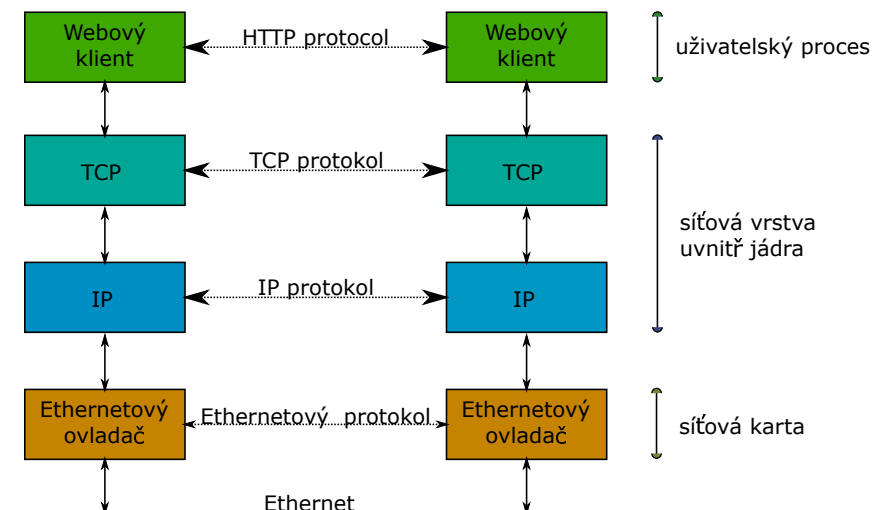 Webový
klient
HTTP protocol
Webový
klient
uživatelský proces
TCP
TCP protokol
TCP
síťová vrstva
uvnitř jádra
IP
IP protokol
IP
Ethernetový
ovladač
Ethernetový protokol
Ethernetový
ovladač
síťová karta
Ethernet